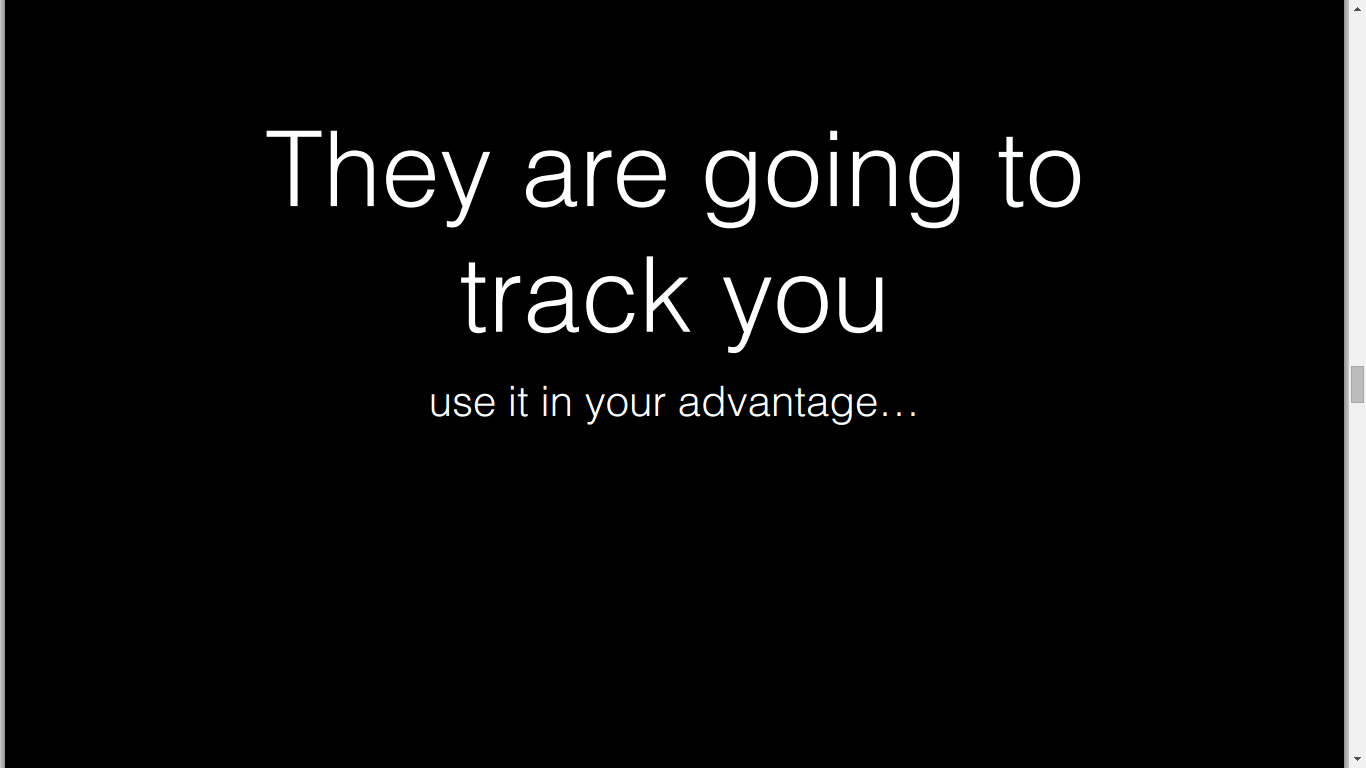 They are going to
track you
use it in your advantage…